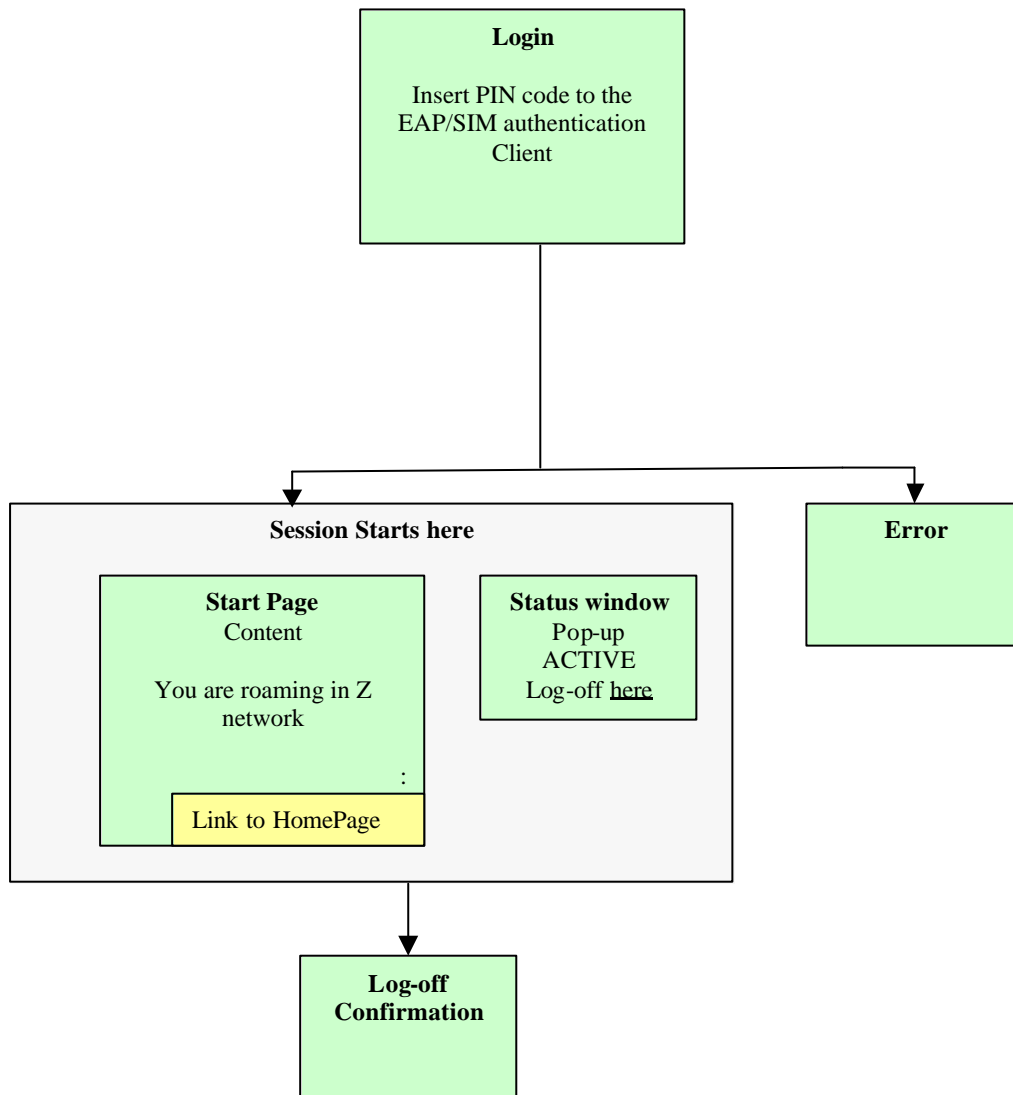 Login
Insert PIN code to the
EAP/SIM authentication
Client
Session Starts here
Start Page
Content
You are roaming in Z
network
:
Link to HomePage
Status window
Pop-up
ACTIVE
Log-off here
Error
Log-off
Confirmation